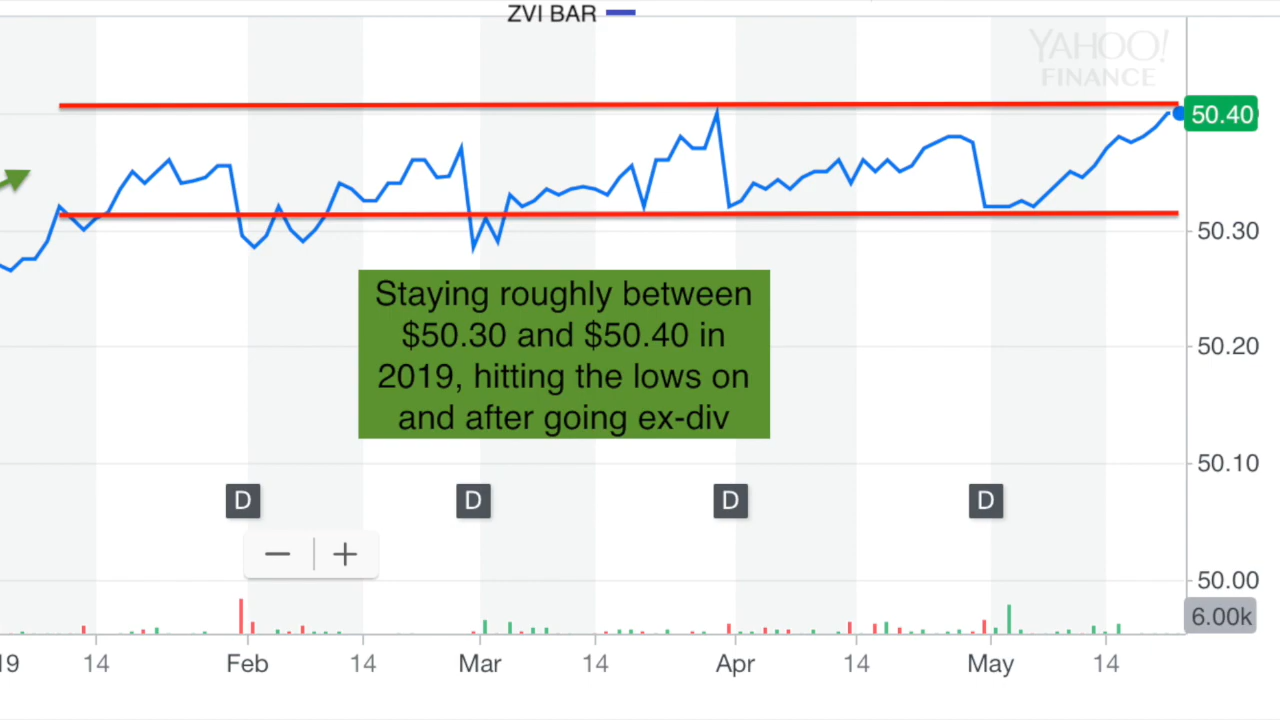 ZVI BAR
YAHOO!
FINANCE
50.40
50.30
Staying roughly between
$50.30 and $50.40 in
2019, hitting the lows on
and after going ex-div
50.20
50.10
D D D D
50.00
6.00k
19 14 Feb 14 Mar 14 Apr 14 May 14